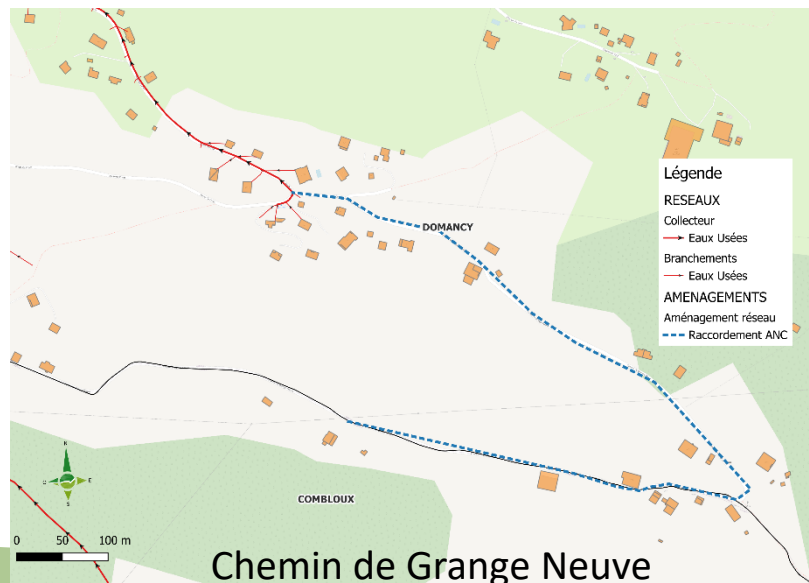 Légende
RESEAUX
Collecteur
Eaux Usées
Branchements
Eaux Usées
AMENAGEMENTS
Aménagement réseau
Raccordement ANC
DOMANCY
COMBLOUX
N
O E
S
0 50 100 m
Chemin de Grange Neuve